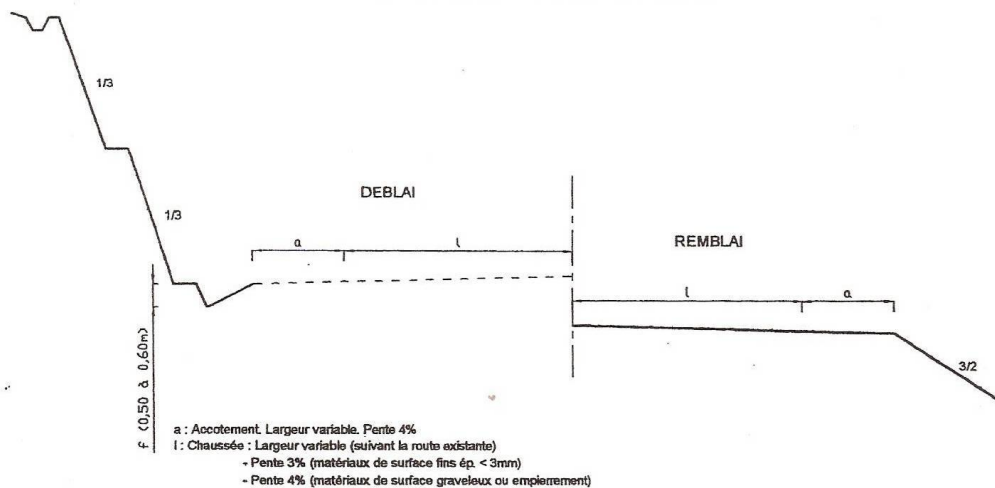 1/3
1/3
DEBLAI
REMBLAI
a
l
l
a
3/2
f (0,50 à 0,60m)
a : Accotement. Largeur variable. Pente 4%
l : Chaussée : Largeur variable (suivant la route existante)
- Pente 3% (matériaux de surface fins ép. < 3mm)
- Pente 4% (matériaux de surface graveleux ou empierrement)